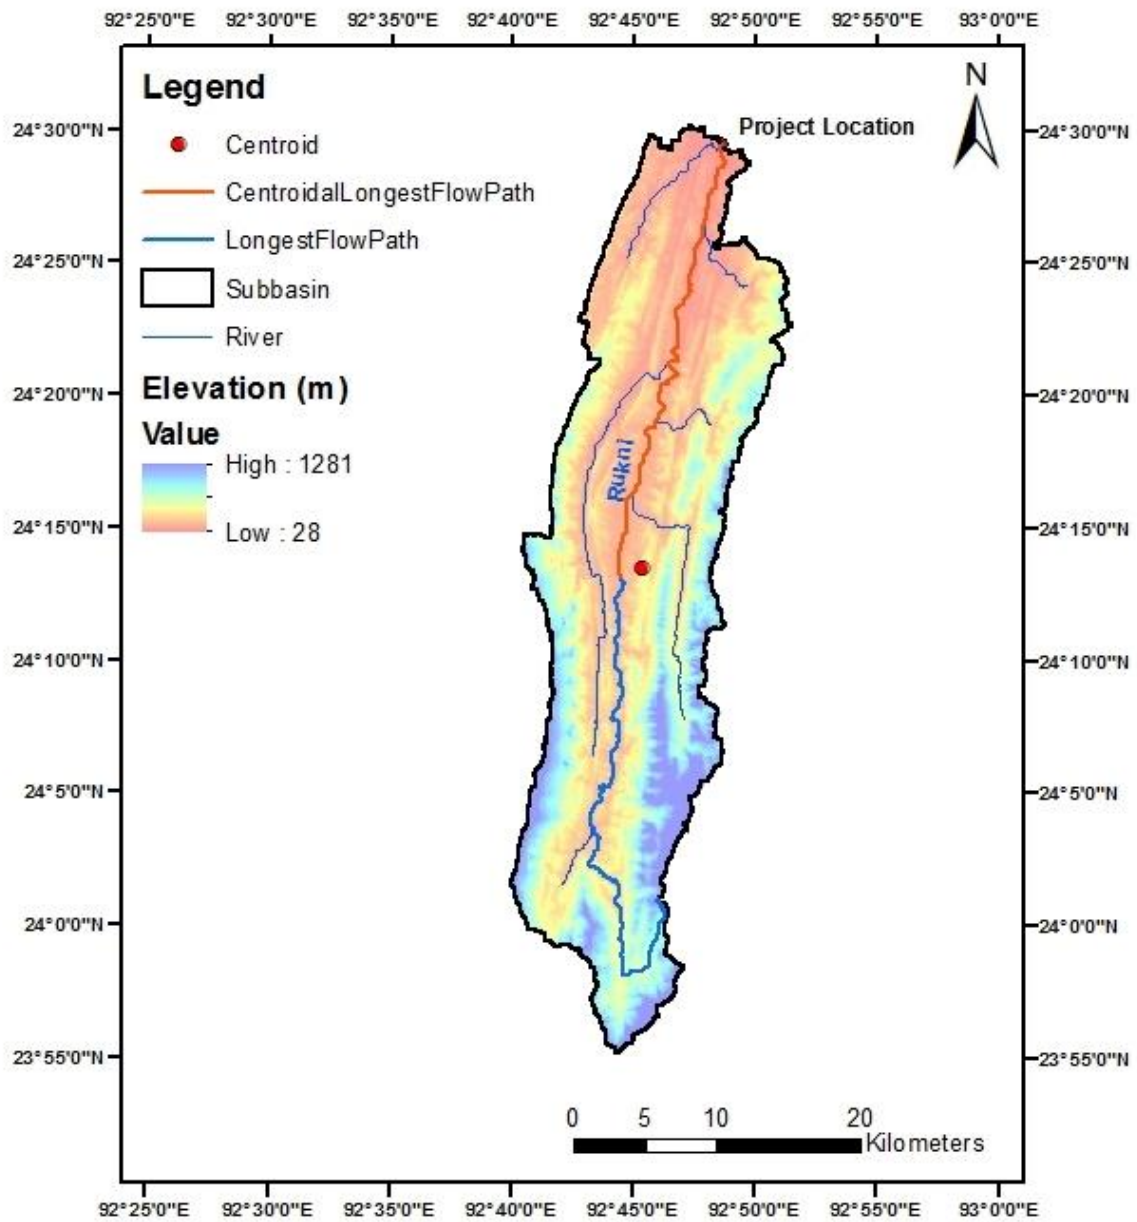 92°25'0"E 92°30'0"E 92°35'0"E 92°40'0"E 92°45'0"E 92°50'0"E 92°55'0"E 93°0'0"E
Legend
Centroid
CentroidalLongestFlowPath
LongestFlowPath
Subbasin
River
Elevation (m)
Value
High : 1281
Low : 28
N
Project Location
Rukni
24°30'0"N 24°30'0"N
24°25'0"N 24°25'0"N
24°20'0"N 24°20'0"N
24°15'0"N 24°15'0"N
24°10'0"N 24°10'0"N
24°5'0"N 24°5'0"N
24°0'0"N 24°0'0"N
23°55'0"N 23°55'0"N
0 5 10 20
Kilometers
92°25'0"E 92°30'0"E 92°35'0"E 92°40'0"E 92°45'0"E 92°50'0"E 92°55'0"E 93°0'0"E